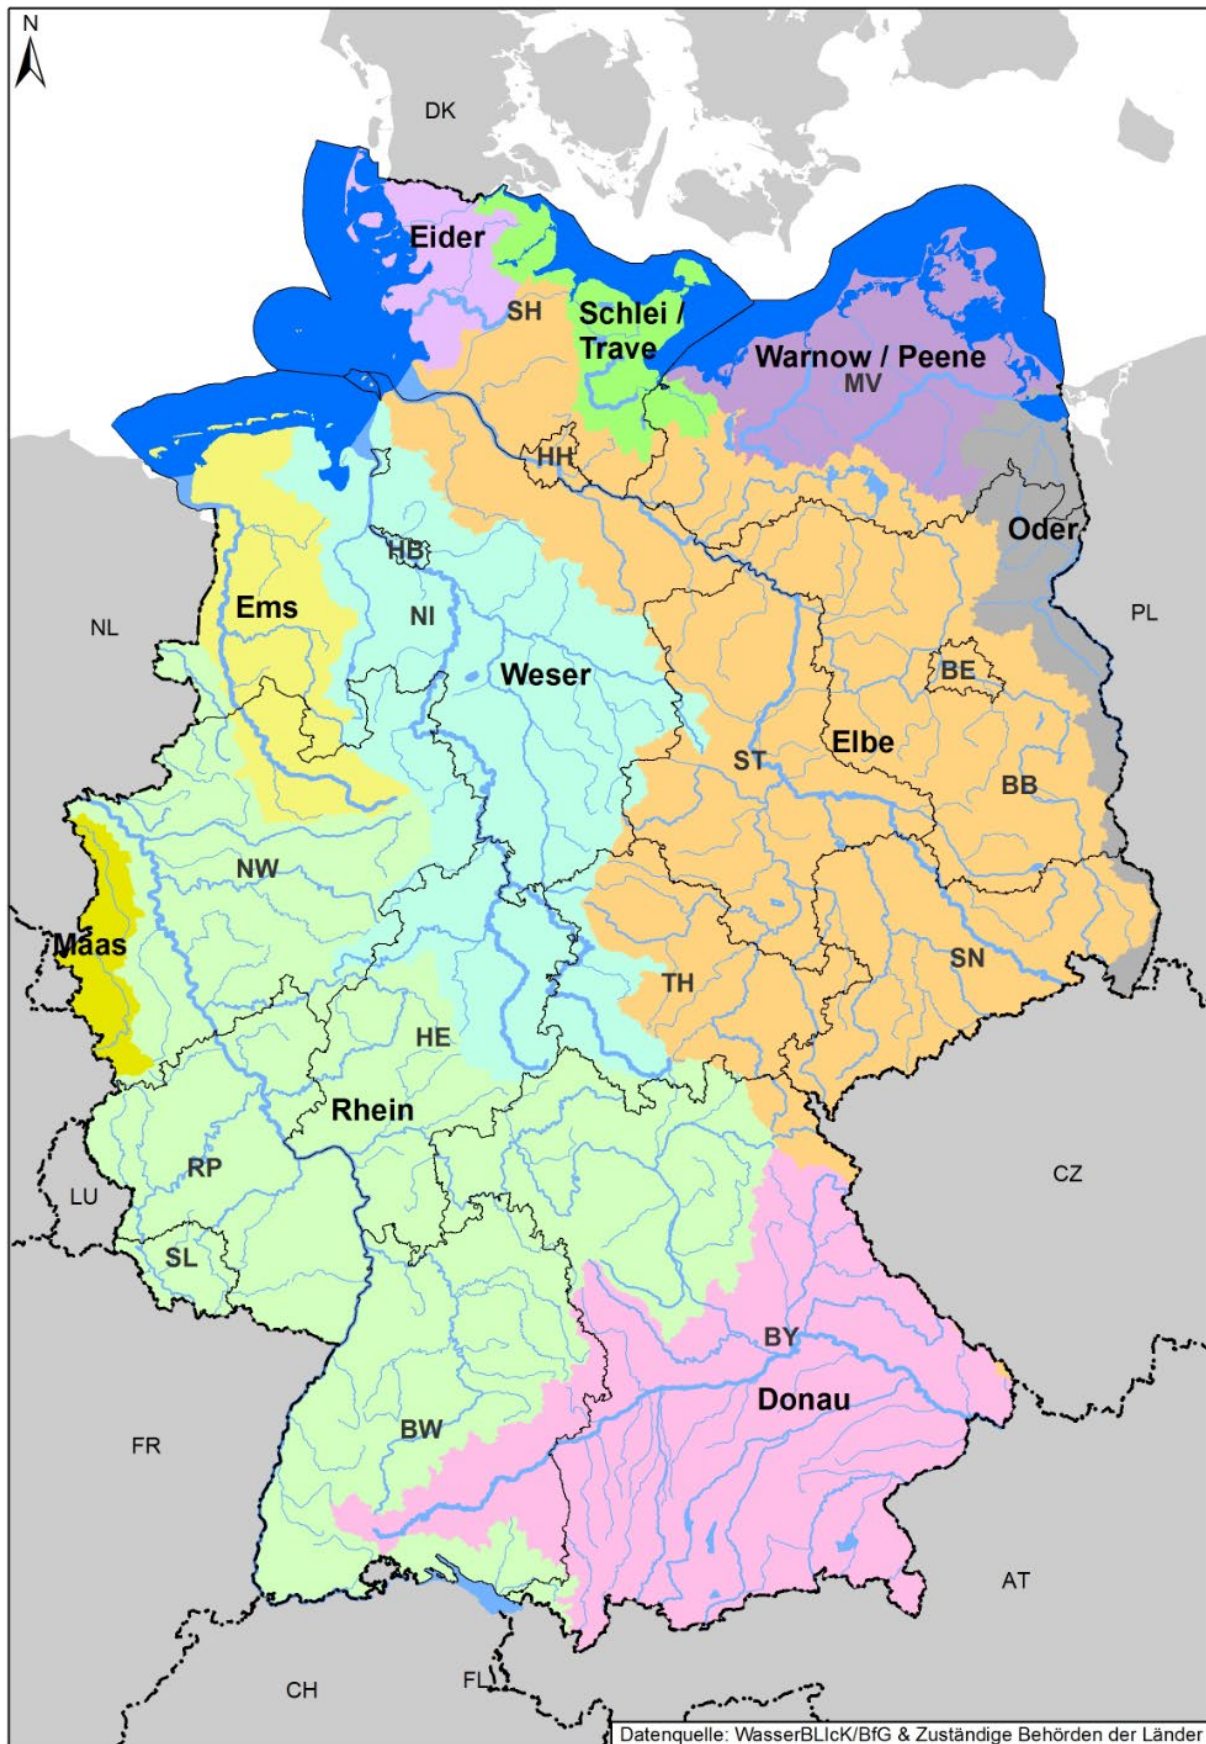 N
DK
Eider
SH
Schlei /
Trave
Warnow / Peene
MV
HH
Oder
HB
Ems
NI
NL
PL
Weser
BE
Elbe
ST
BB
NW
Maas
SN
TH
HE
Rhein
RP
CZ
LU
SL
BY
Donau
BW
FR
AT
CH
FL
Datenquelle: WasserBLIcK/BfG & Zuständige Behörden der Länder